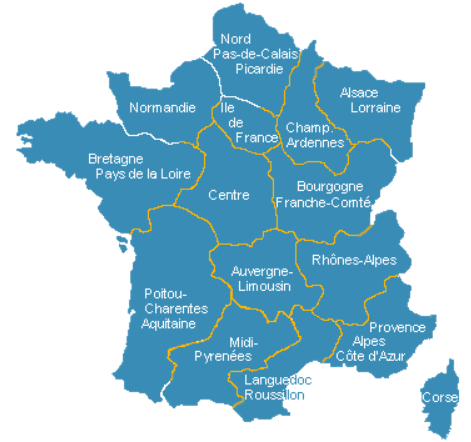 Nord
Pas-de-Calais
Picardie
Normandie
Ile
de
France
Champ.
Ardennes
Alsace
Lorraine
Bretagne
Pays de la Loire
Centre
Bourgogne
Franche-Comté
Poitou-
Charentes
Aquitaine
Auvergne-
Limousin
Rhônes-Alpes
Midi-
Pyrenées
Languedoc
Roussillon
Provence
Alpes
Côte d'Azur
Corse